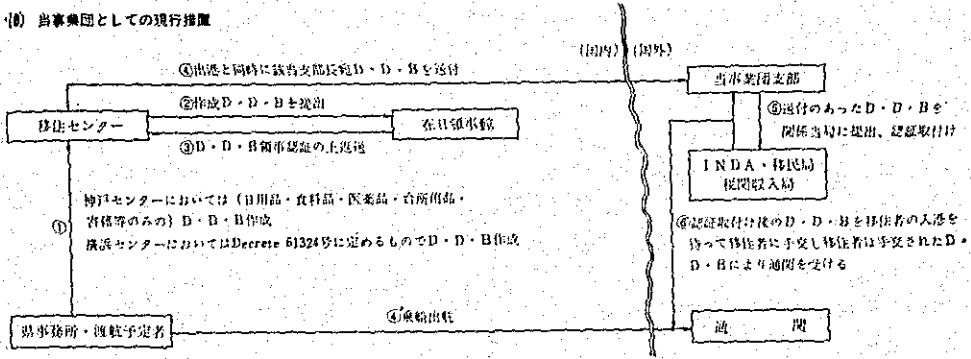 (8) 当事業団としての現行措置
(国内) (国外)
④出港と同時に該当支部長宛D・D・Bを送付
当事業団支部
②作成D・D・Bを提出
移住センター
在日領事館
⑤送付のあったD・D・Bを
関係当局に提出、認証取付け
③D・D・B領事認証の上返送
INDA・移民局
税関収入局
①
神戸センターにおいては(日用品・食料品・医薬品・台所用品・
書籍等のみの)D・D・B作成
横浜センターにおいてはDecrete 61324号に定めるものでD・D・B作成
⑥認証取付け後のD・D・Bを移住者の入港を
待って移住者に手交し移住者は手交されたD・
D・Bにより通関を受ける
県事務所・渡航予定者
④乗船出航
通 関